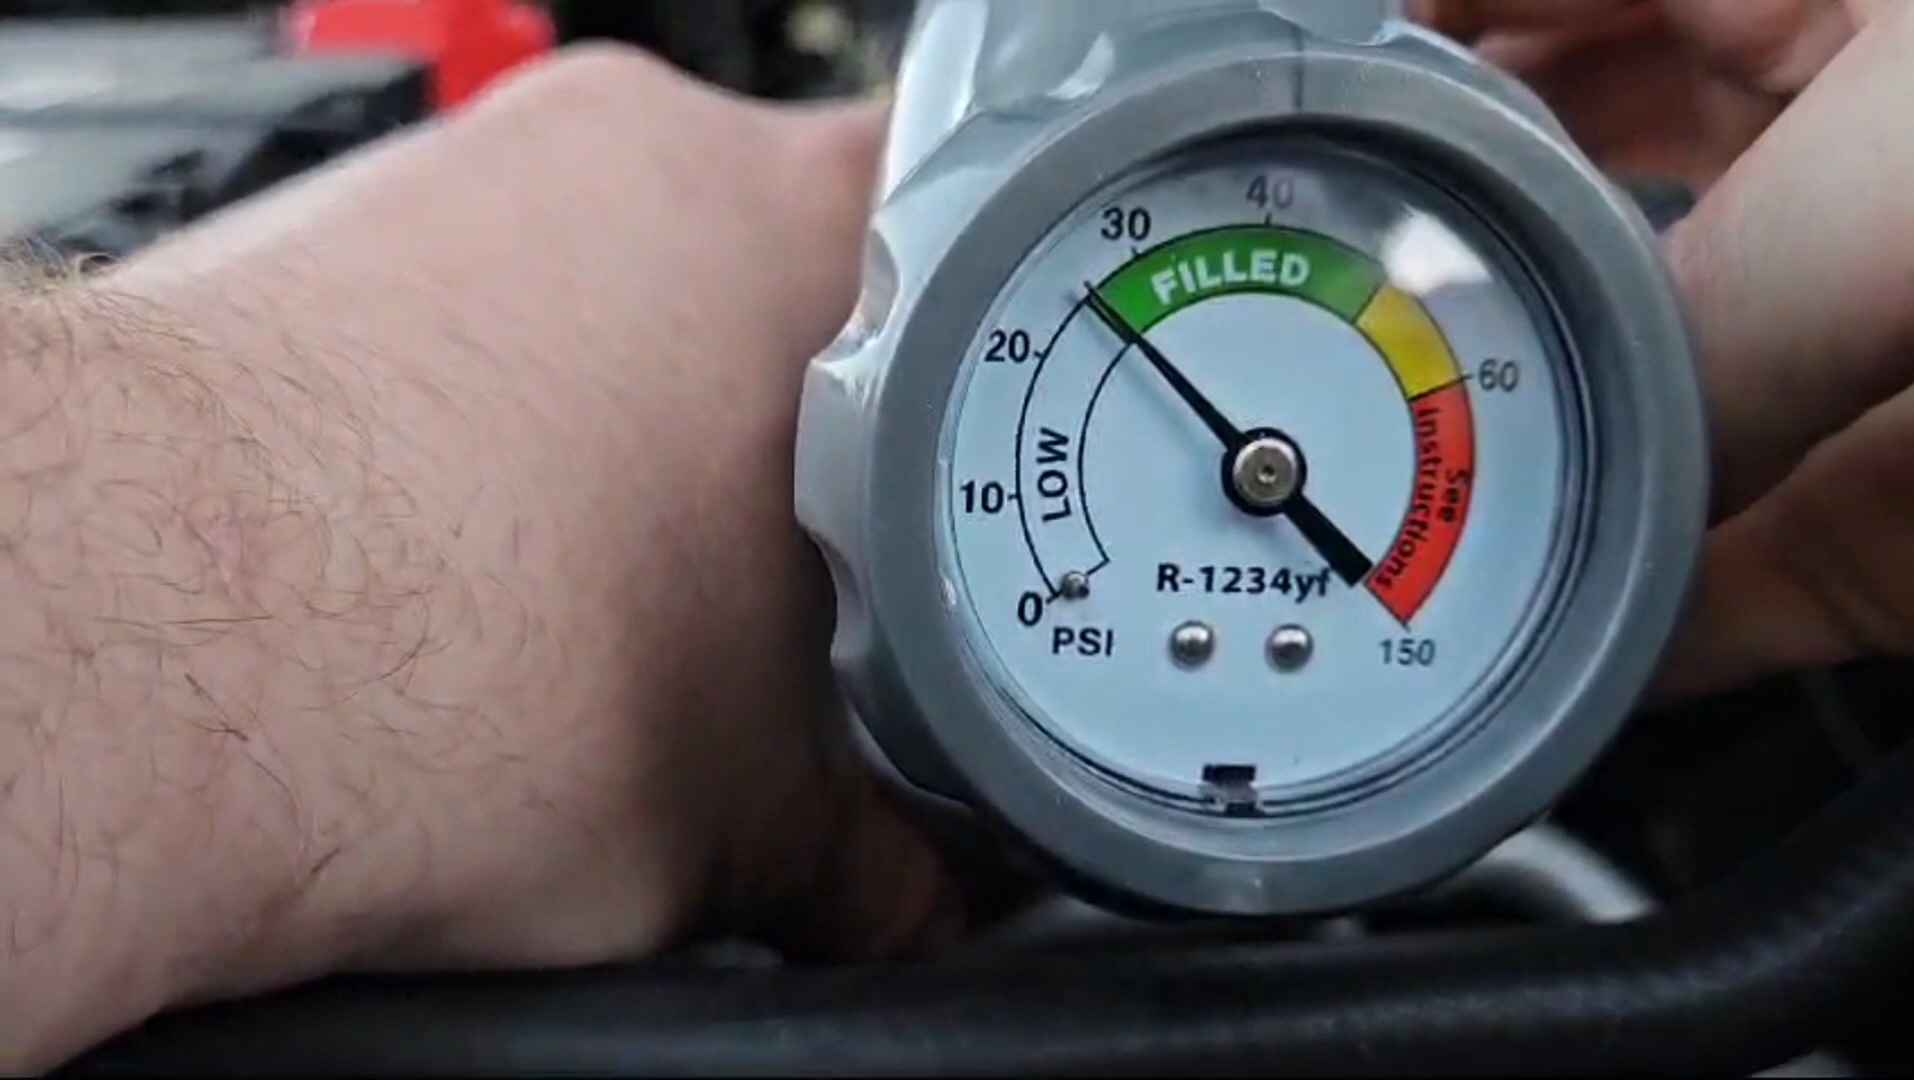 40
30
FILLED
20
60
LOW
See
Instructions
10
R-1234yf
0
PSI
150